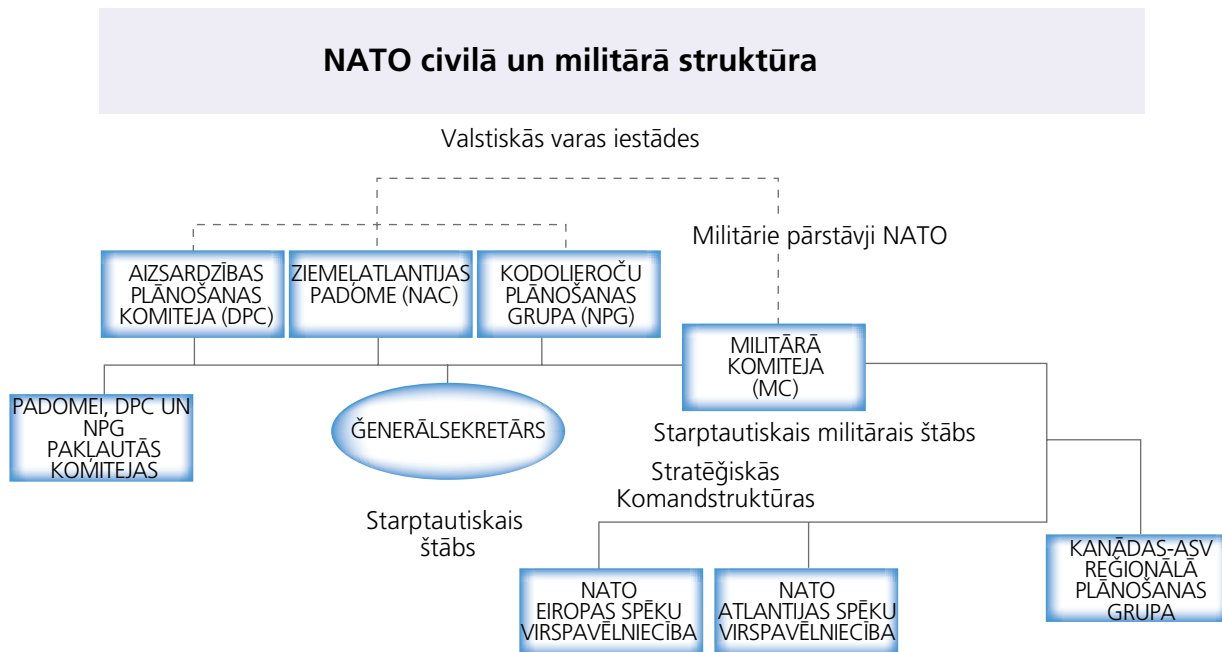 NATO civilā un militārā struktūra
Valstiskās varas iestādes
Militārie pārstāvji NATO
AIZSARDZĪBAS
PLĀNOŠANAS
KOMITEJA (DPC)
ZIEMEĻATLANTIJAS
PADOME (NAC)
KODOLIEROČU
PLĀNOŠANAS
GRUPA (NPG)
MILITĀRĀ
KOMITEJA
(MC)
PADOMEI, DPC UN
NPG
PAKĻAUTĀS
KOMITEJAS
ĢENERĀLSEKRETĀRS
Starptautiskais militārais štābs
Stratēģiskās
Komandstruktūras
Starptautiskais
štābs
NATO
EIROPAS SPĒKU
VIRSPAVĒLNIECĪBA
NATO
ATLANTIJAS SPĒKU
VIRSPAVĒLNIECĪBA
KANĀDAS-ASV
REĢIONĀLĀ
PLĀNOŠANAS
GRUPA